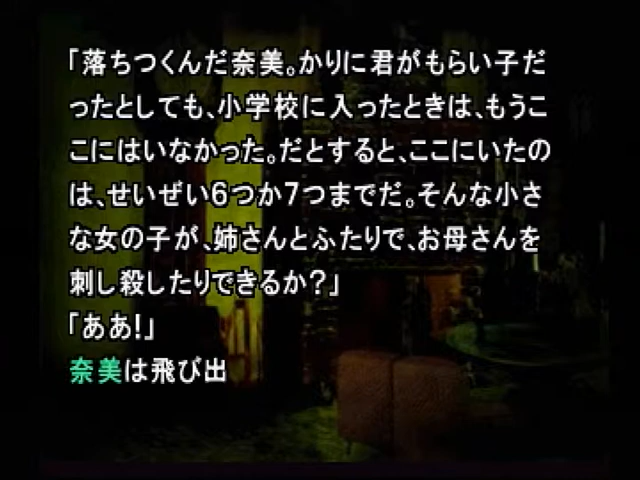 「落ちつくんだ奈美。かりに君がもらい子だ
ったとしても、小学校に入ったときは、もうこ
こにはいなかった。だとすると、ここにいたの
は、せいぜい6つか7つまでだ。そんな小さ
な女の子が、姉さんとふたりで、お母さんを
刺し殺したりできるか？」
「ああ！」
奈美は飛び出